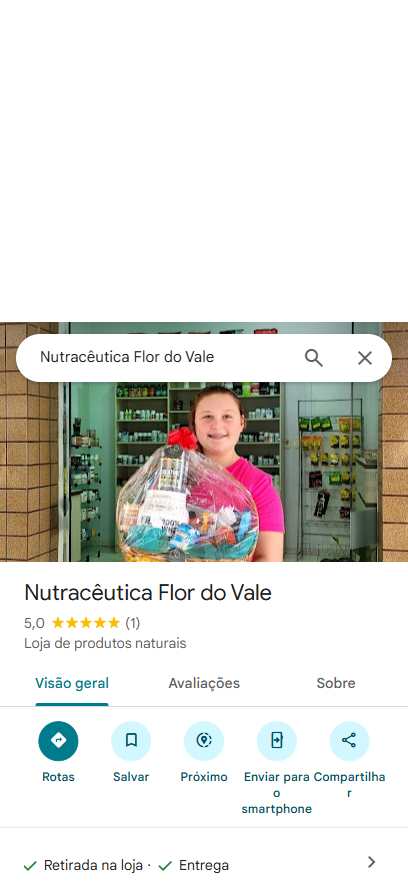 Nutracêutica Flor do Vale
Nutracêutica Flor do Vale
5,0 (1)
Loja de produtos naturais
Visão geral Avaliações Sobre
Rotas Salvar Próximo Enviar para Compartilha
o r
smartphone
Retirada na loja · Entrega